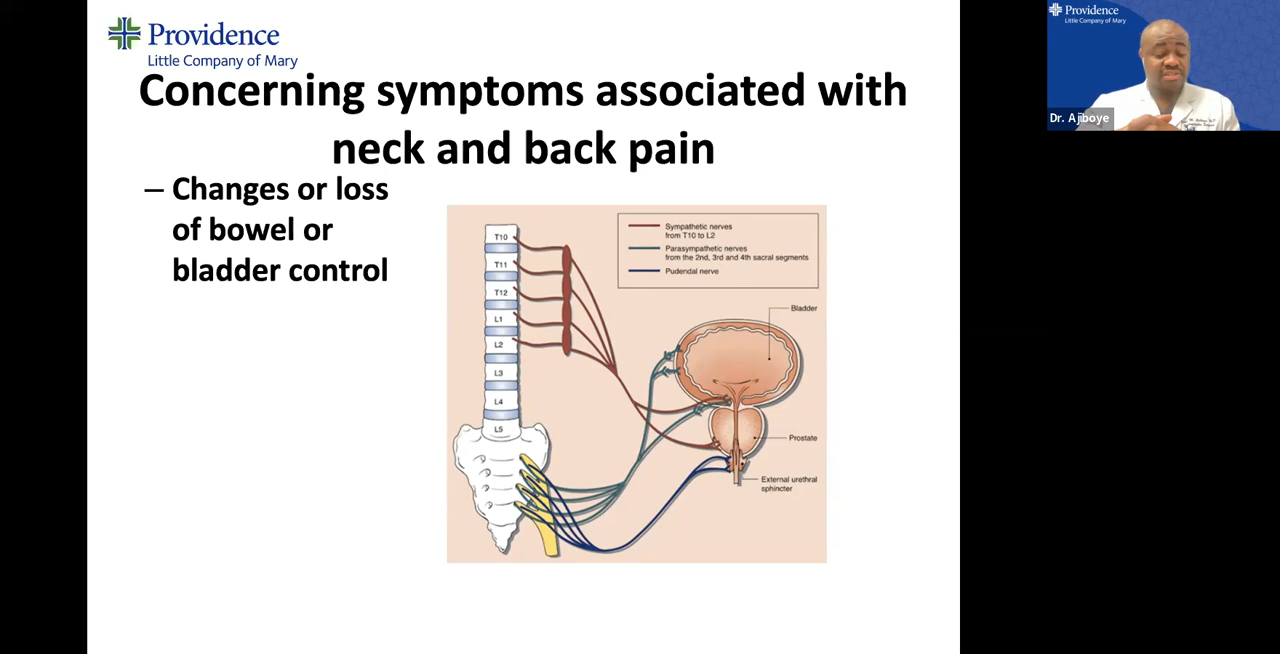 Providence
Little Company of Mary
Concerning symptoms associated with
neck and back pain
– Changes or loss
of bowel or
bladder control
T10
T11
T12
L1
L2
L3
L4
L5
Sympathetic nerves
from T10 to L2
Parasympathetic nerves
from the 2nd, 3rd and 4th sacral segments
Pudendal nerve
Bladder
Prostate
External urethral
sphincter
Providence
Little Company of Mary
Dr. Ajiboye